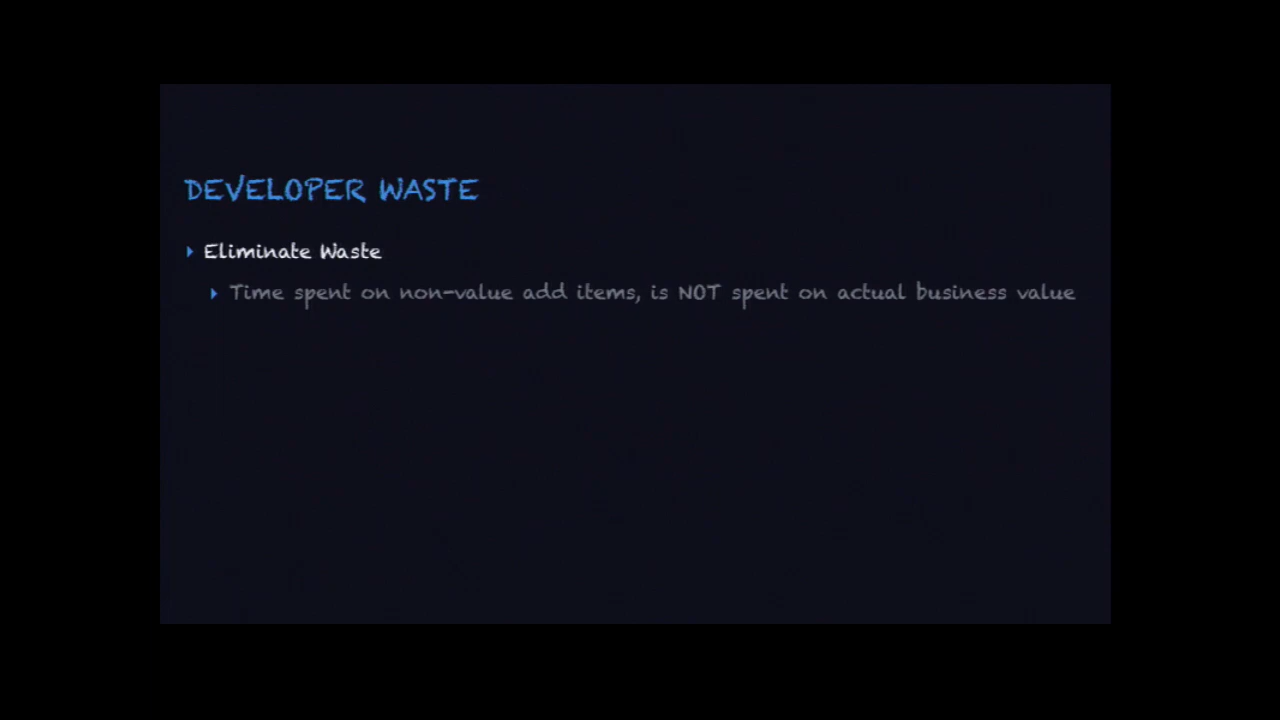 DEVELOPER WASTE
Eliminate Waste
Time spent on non-value add items, is NOT spent on actual business value